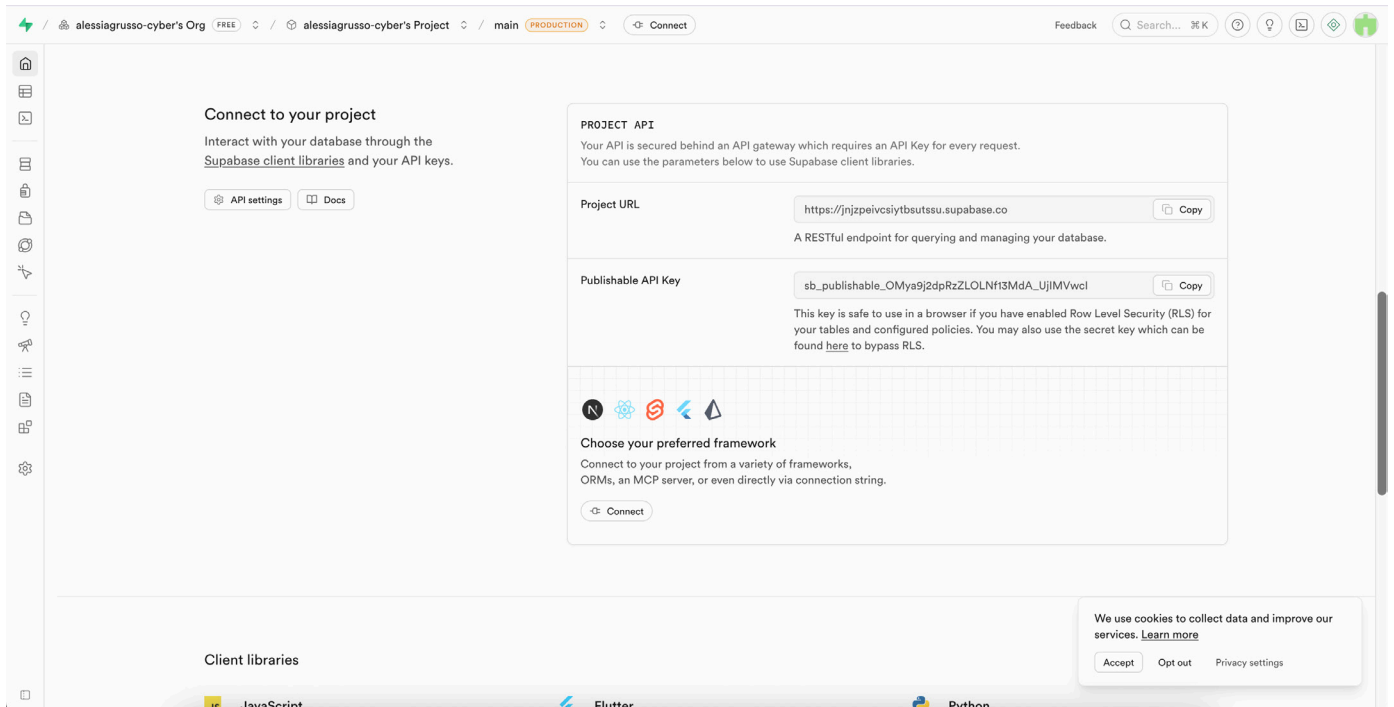 alessiagrusso-cyber's Org FREE / alessiagrusso-cyber's Project / main PRODUCTION Connect Feedback Search... ⌘K
Connect to your project
Interact with your database through the
Supabase client libraries and your API keys.
API settings Docs
PROJECT API
Your API is secured behind an API gateway which requires an API Key for every request.
You can use the parameters below to use Supabase client libraries.
Project URL
https://jnjzpeivcsiytbsutssu.supabase.co Copy
A RESTful endpoint for querying and managing your database.
Publishable API Key
sb_publishable_OMya9j2dpRzZLOLNf13MdA_UjIMVwcI Copy
This key is safe to use in a browser if you have enabled Row Level Security (RLS) for
your tables and configured policies. You may also use the secret key which can be
found here to bypass RLS.
Choose your preferred framework
Connect to your project from a variety of frameworks,
ORMs, an MCP server, or even directly via connection string.
Connect
We use cookies to collect data and improve our
services. Learn more
Accept Opt out Privacy settings
Client libraries
JS JavaScript Flutter Python